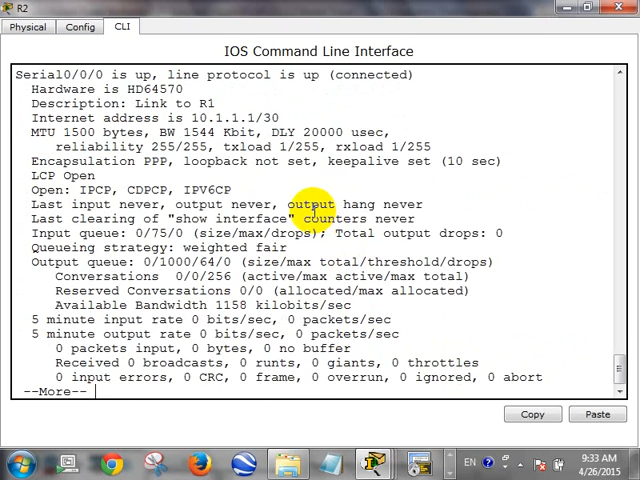 R2
Physical
Config
CLI
IOS Command Line Interface
Serial0/0/0 is up, line protocol is up (connected)
Hardware is HD64570
Description: Link to R1
Internet address is 10.1.1.1/30
MTU 1500 bytes, BW 1544 Kbit, DLY 20000 usec,
reliability 255/255, txload 1/255, rxload 1/255
Encapsulation PPP, loopback not set, keepalive set (10 sec)
LCP Open
Open: IPCP, CDPCP, IPV6CP
Last input never, output never, output hang never
Last clearing of "show interface" counters never
Input queue: 0/75/0 (size/max/drops); Total output drops: 0
Queueing strategy: weighted fair
Output queue: 0/1000/64/0 (size/max total/threshold/drops)
Conversations 0/0/256 (active/max active/max total)
Reserved Conversations 0/0 (allocated/max allocated)
Available Bandwidth 1158 kilobits/sec
5 minute input rate 0 bits/sec, 0 packets/sec
5 minute output rate 0 bits/sec, 0 packets/sec
0 packets input, 0 bytes, 0 no buffer
Received 0 broadcasts, 0 runts, 0 giants, 0 throttles
0 input errors, 0 CRC, 0 frame, 0 overrun, 0 ignored, 0 abort
--More--
Copy
Paste
EN
9:33 AM
4/26/2015